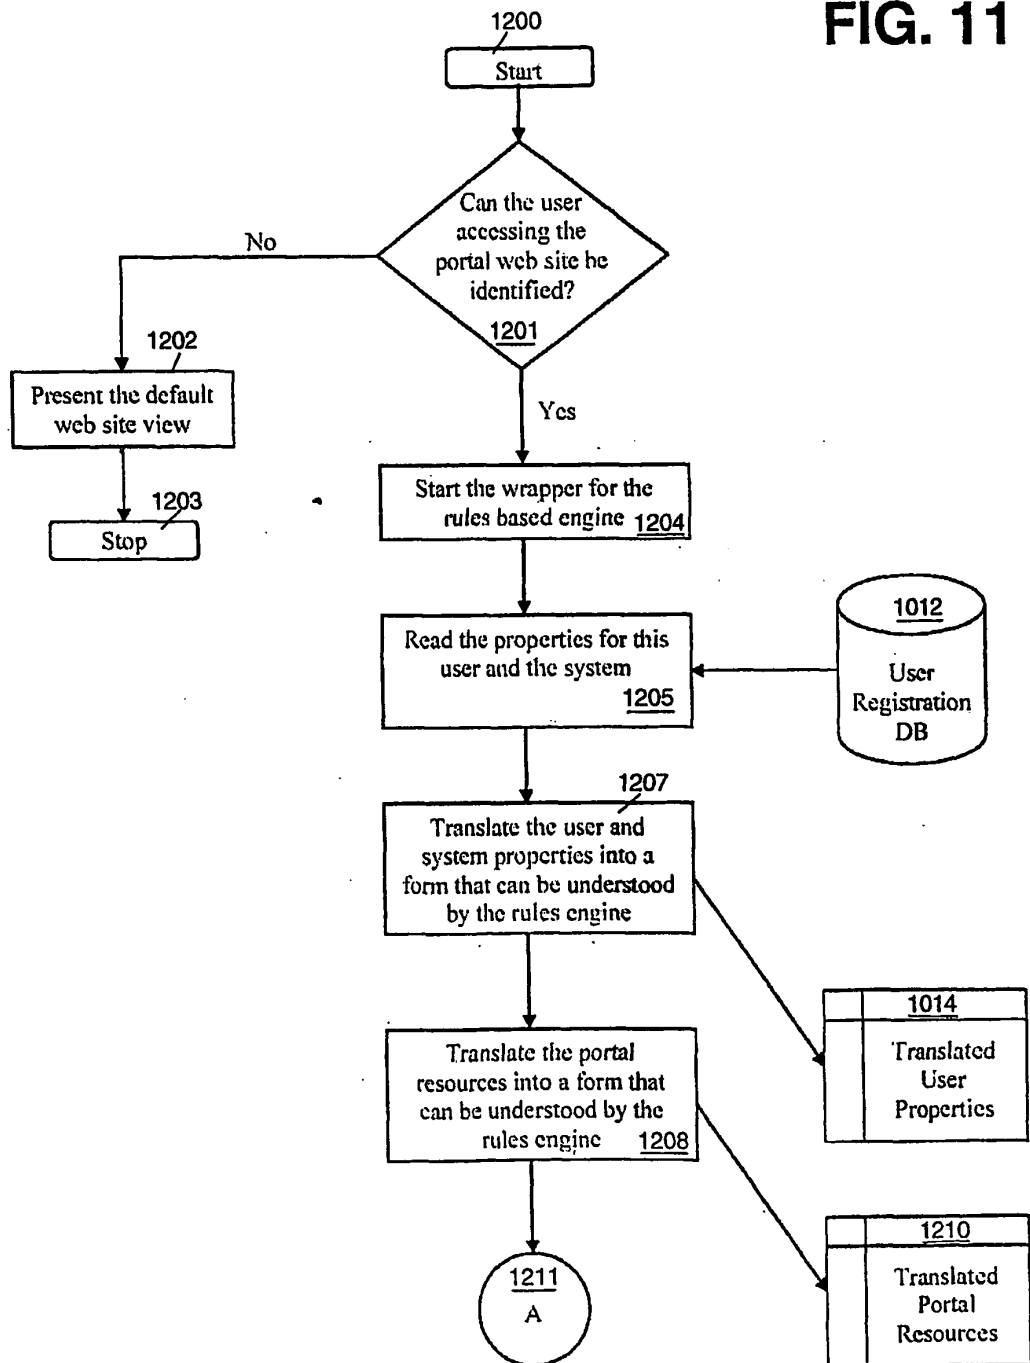 FIG. 11
1200
Start
Can the user
accessing the
portal web site be
identified?
1201
No
Yes
1202
Present the default
web site view
1203
Stop
Start the wrapper for the
rules based engine 1204
Read the properties for this
user and the system
1205
1012
User
Registration
DB
1207
Translate the user and
system properties into a
form that can be understood
by the rules engine
1014
Translated
User
Properties
Translate the portal
resources into a form that
can be understood by the
rules engine 1208
1210
Translated
Portal
Resources
1211
A